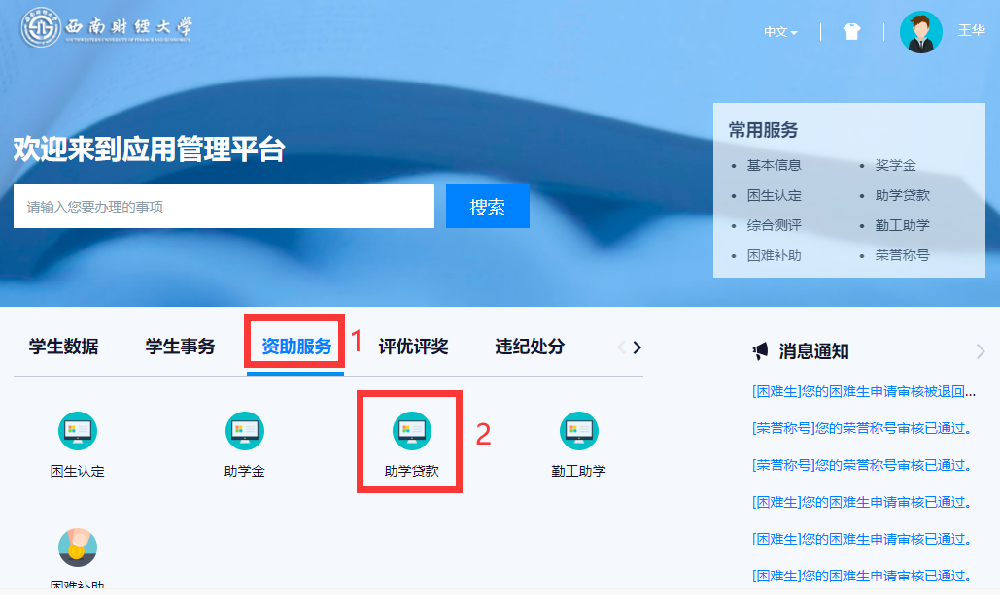 西南财经大学
SOUTHWESTERN UNIVERSITY OF FINANCE AND ECONOMICS
中文
王华
欢迎来到应用管理平台
请输入您要办理的事项
搜索
常用服务
基本信息
奖学金
困生认定
助学贷款
综合测评
勤工助学
困难补助
荣誉称号
学生数据
学生事务
资助服务
1
评优评奖
违纪处分
困生认定
助学金
助学贷款
2
勤工助学
困难补助
消息通知
[困难生]您的困难生申请审核被退回...
[荣誉称号]您的荣誉称号审核已通过。
[荣誉称号]您的荣誉称号审核已通过。
[困难生]您的困难生申请审核已通过。
[困难生]您的困难生申请审核已通过。
[困难生]您的困难生申请审核已通过。